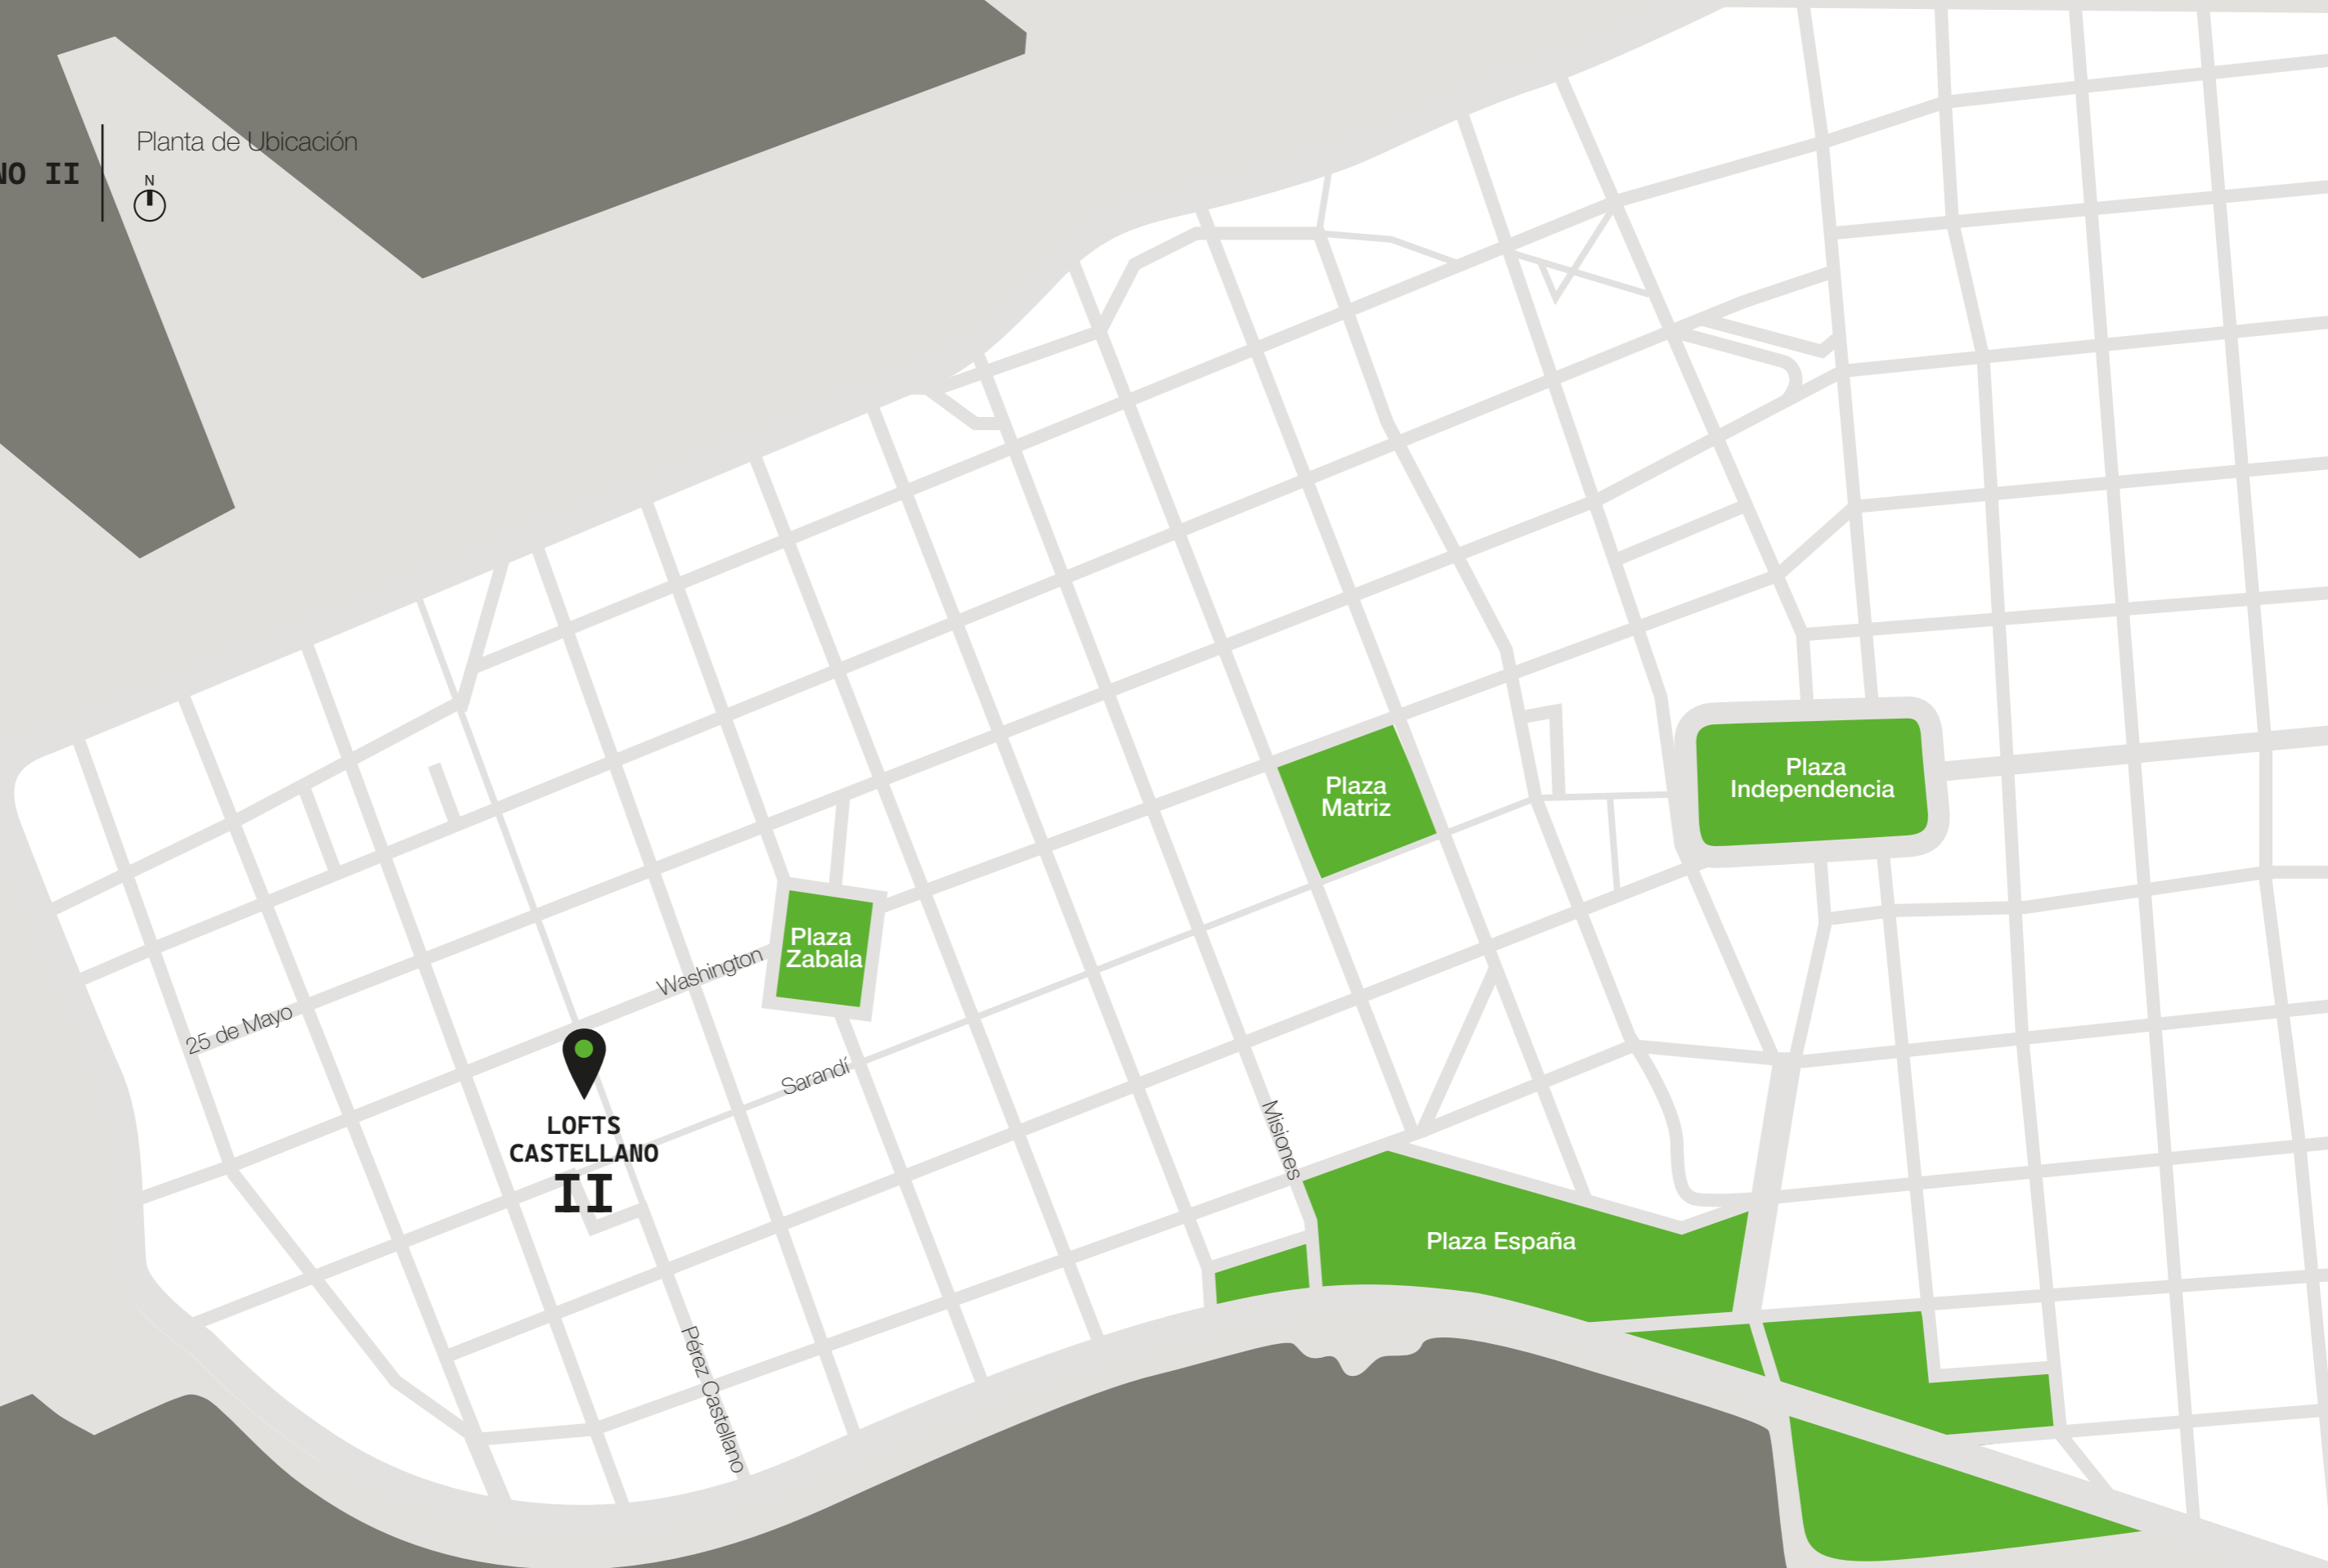 Planta de Ubicación
NO II
N
Plaza
Independencia
Plaza
Matriz
Plaza
Zabala
Washington
25 de Mayo
Sarandí
LOFTS
CASTELLANO
II
Misiones
Plaza España
Pérez Castellano